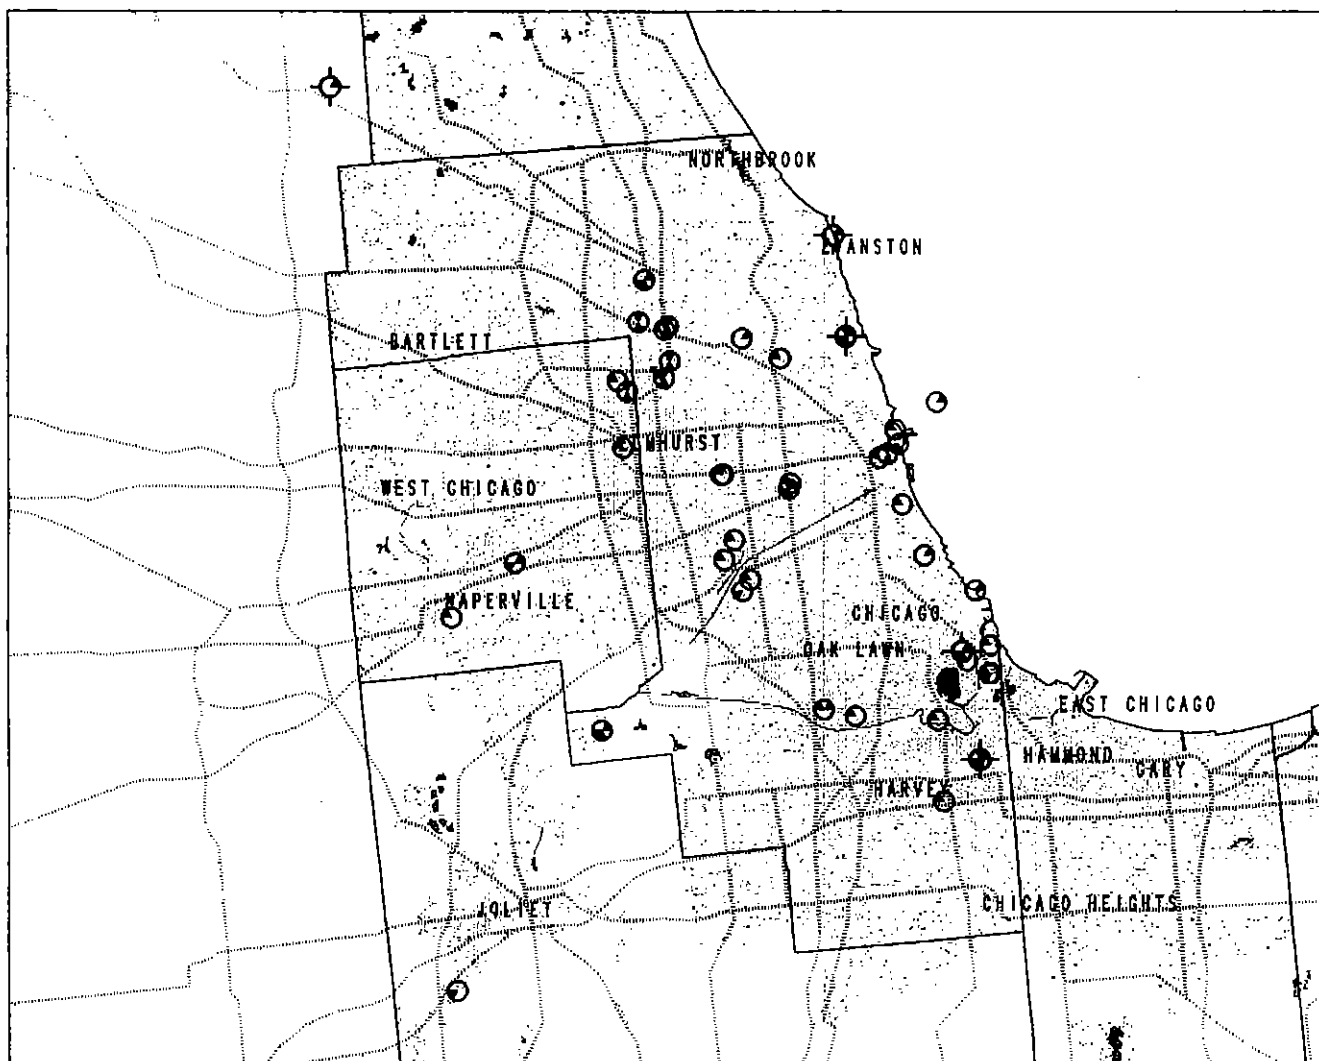 NORTHBROOK
EVANSTON
BARTLETT
ELMHURST
WEST CHICAGO
NAPERVILLE
CHICAGO
OAK LAWN
EAST CHICAGO
HAMMOND
GARY
HARVEY
JOLIET
CHICAGO HEIGHTS